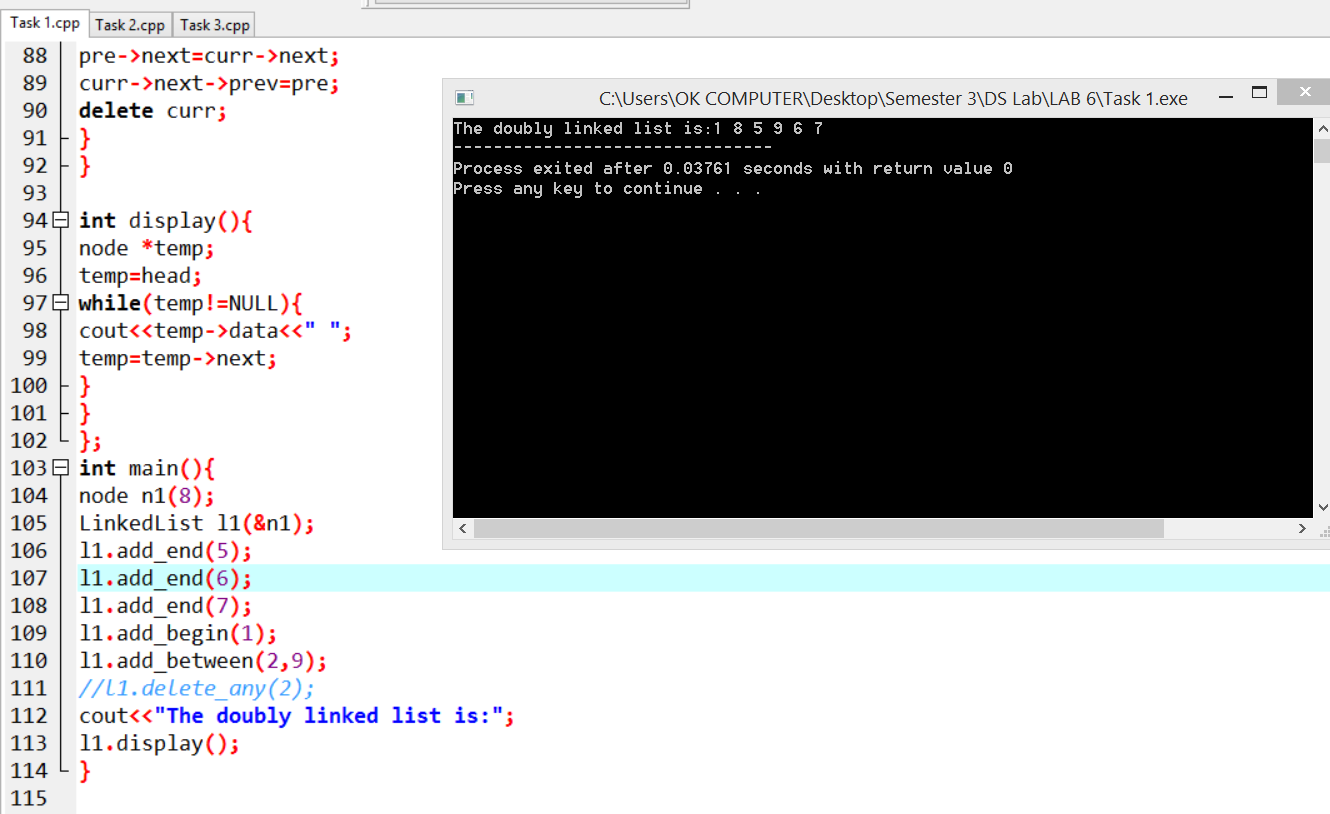 Task 1.cpp Task 2.cpp Task 3.cpp
88 pre->next=curr->next;
89 curr->next->prev=pre;
90 delete curr;
91 }
92 }
93
94 int display(){
95 node *temp;
96 temp=head;
97 while(temp!=NULL){
98 cout<<temp->data<<" ";
99 temp=temp->next;
100 }
101 }
102 };
103 int main(){
104 node n1(8);
105 LinkedList l1(&n1);
106 l1.add_end(5);
107 l1.add_end(6);
108 l1.add_end(7);
109 l1.add_begin(1);
110 l1.add_between(2,9);
111 //l1.delete_any(2);
112 cout<<"The doubly linked list is:";
113 l1.display();
114 }
115
C:\Users\OK COMPUTER\Desktop\Semester 3\DS Lab\LAB 6\Task 1.exe
The doubly linked list is:1 8 5 9 6 7
--------------------------------
Process exited after 0.03761 seconds with return value 0
Press any key to continue . . .